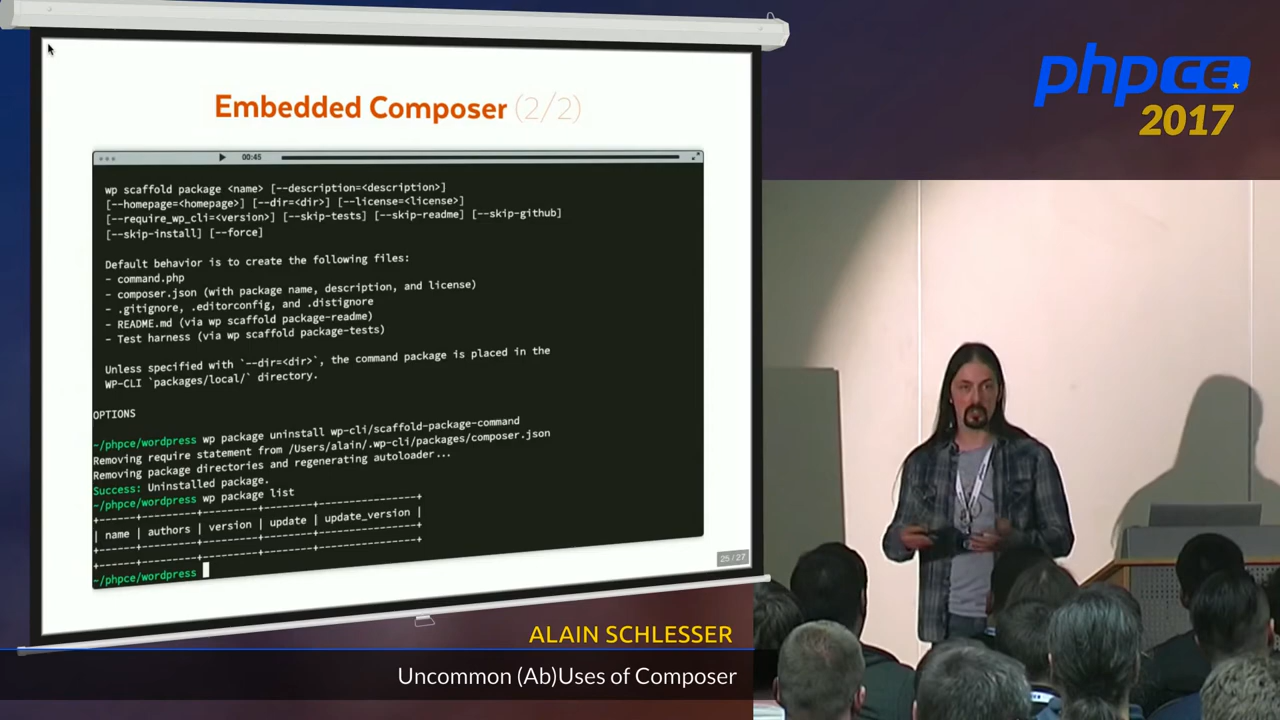 Embedded Composer (2/2)
00:45
wp scaffold package <name> [--description=<description>]
[--homepage=<homepage>] [--dir=<dir>] [--license=<license>]
[--require_wp_cli=<version>] [--skip-tests] [--skip-readme] [--skip-github]
[--skip-install] [--force]
Default behavior is to create the following files:
- command.php
- composer.json (with package name, description, and license)
- .gitignore, .editorconfig, and .distignore
- README.md (via wp scaffold package-readme)
- Test harness (via wp scaffold package-tests)
Unless specified with `--dir=<dir>`, the command package is placed in the
WP-CLI `packages/local/` directory.
OPTIONS
~/phpce/wordpress wp package uninstall wp-cli/scaffold-package-command
Removing require statement from /Users/alain/.wp-cli/packages/composer.json
Removing package directories and regenerating autoloader...
Success: Uninstalled package.
~/phpce/wordpress wp package list
+------+---------+---------+--------+----------------+
| name | authors | version | update | update_version |
+------+---------+---------+--------+----------------+
+------+---------+---------+--------+----------------+
~/phpce/wordpress
25 / 27
phpCE
2017
ALAIN SCHLESSER
Uncommon (Ab)Uses of Composer